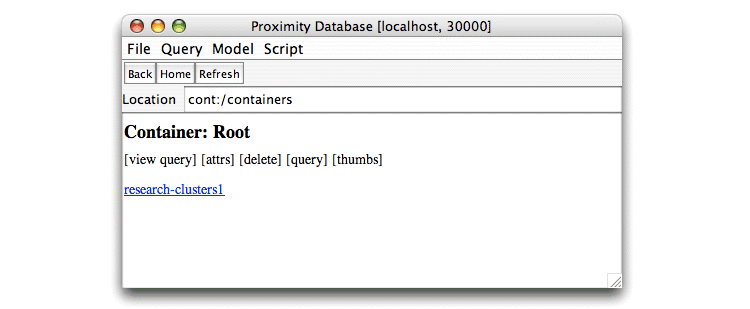 Proximity Database [localhost, 30000]
File Query Model Script
Back Home Refresh
Location cont:/containers
Container: Root
[view query] [attrs] [delete] [query] [thumbs]
research-clusters1